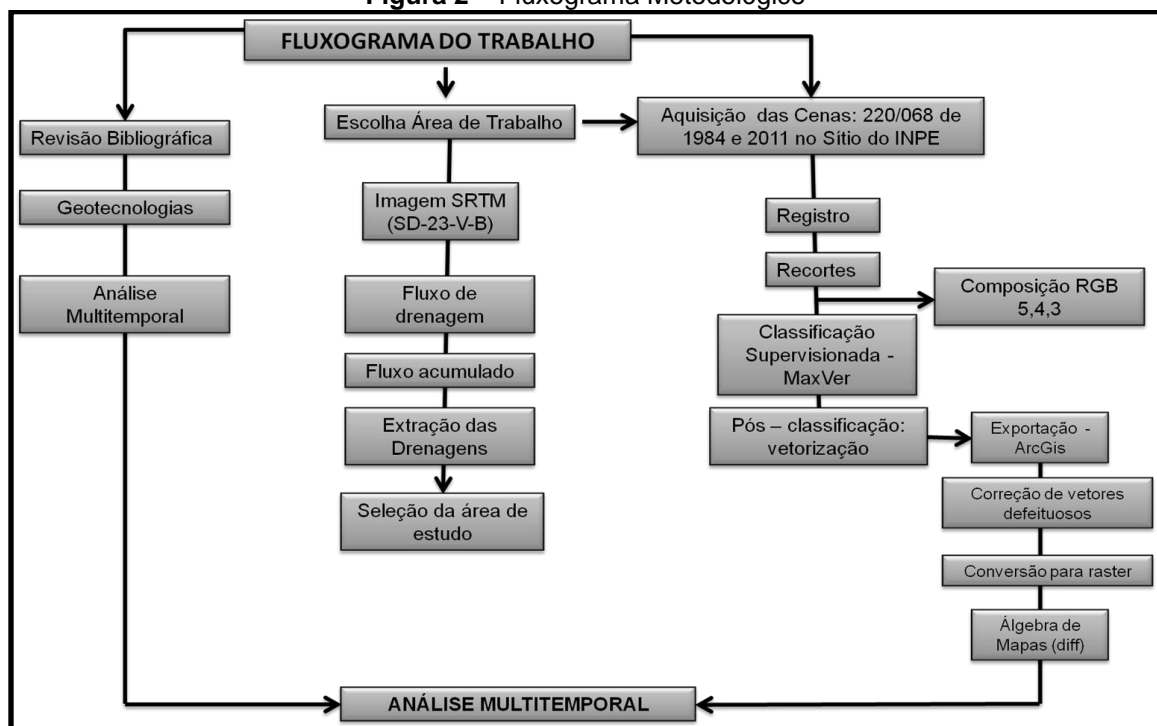 Figura 2 – Fluxograma Metodológico
FLUXOGRAMA DO TRABALHO
Revisão Bibliográfica
Geotecnologias
Análise
Multitemporal
Escolha Área de Trabalho
Imagem SRTM
(SD-23-V-B)
Fluxo de
drenagem
Fluxo acumulado
Extração das
Drenagens
Seleção da área de
estudo
Aquisição das Cenas: 220/068 de
1984 e 2011 no Sítio do INPE
Registro
Recortes
Composição RGB
5,4,3
Classificação
Supervisionada -
MaxVer
Pós – classificação:
vetorização
Exportação -
ArcGis
Correção de vetores
defeituosos
Conversão para raster
Álgebra de
Mapas (diff)
ANÁLISE MULTITEMPORAL